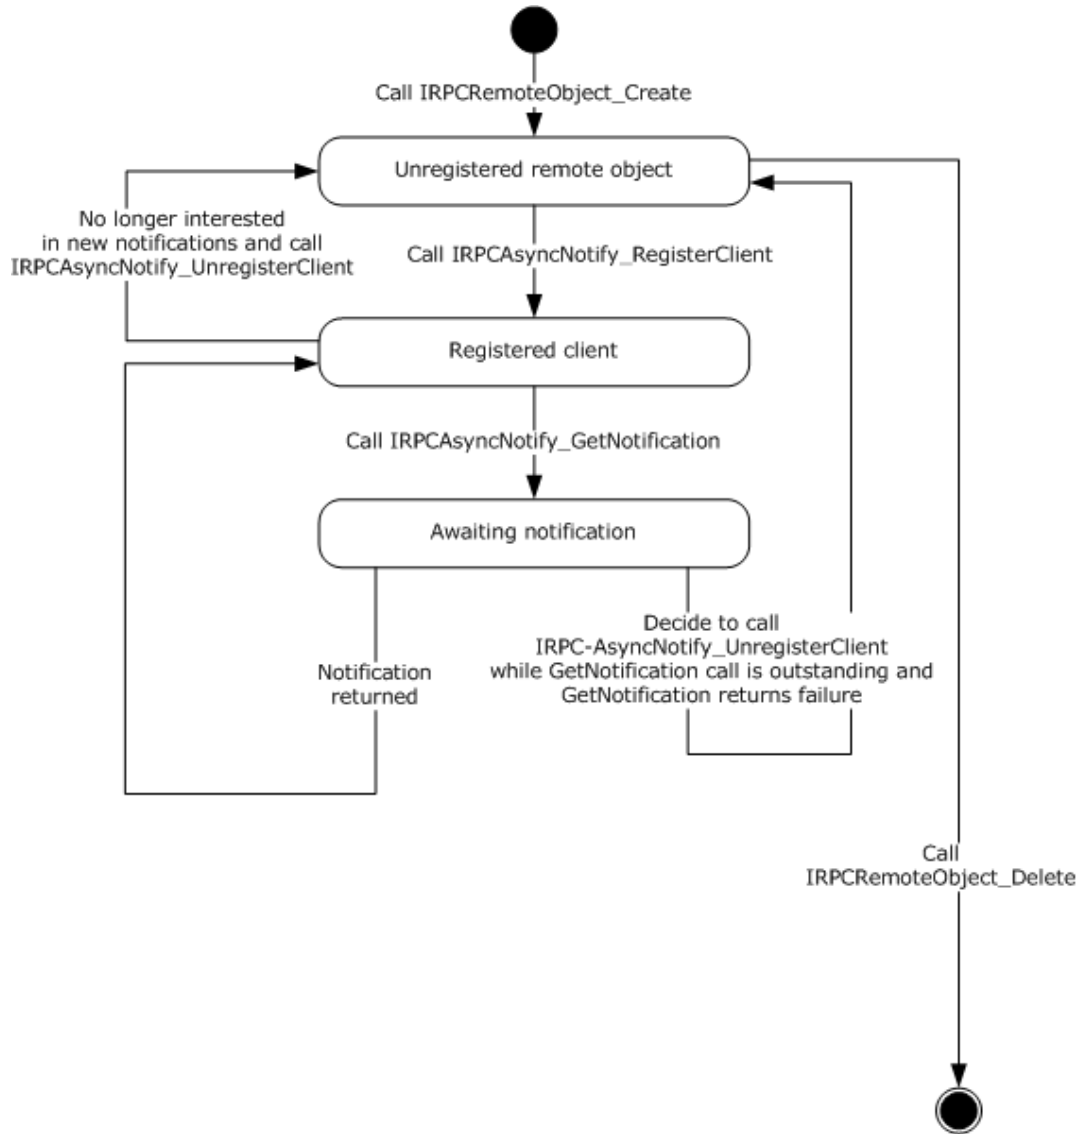 Call IRPCRemoteObject_Create
Unregistered remote object
No longer interested
in new notifications and call
IRPCAsyncNotify_UnregisterClient
Call IRPCAsyncNotify_RegisterClient
Registered client
Call IRPCAsyncNotify_GetNotification
Awaiting notification
Notification
returned
Decide to call
IRPC-AsyncNotify_UnregisterClient
while GetNotification call is outstanding and
GetNotification returns failure
Call
IRPCRemoteObject_Delete